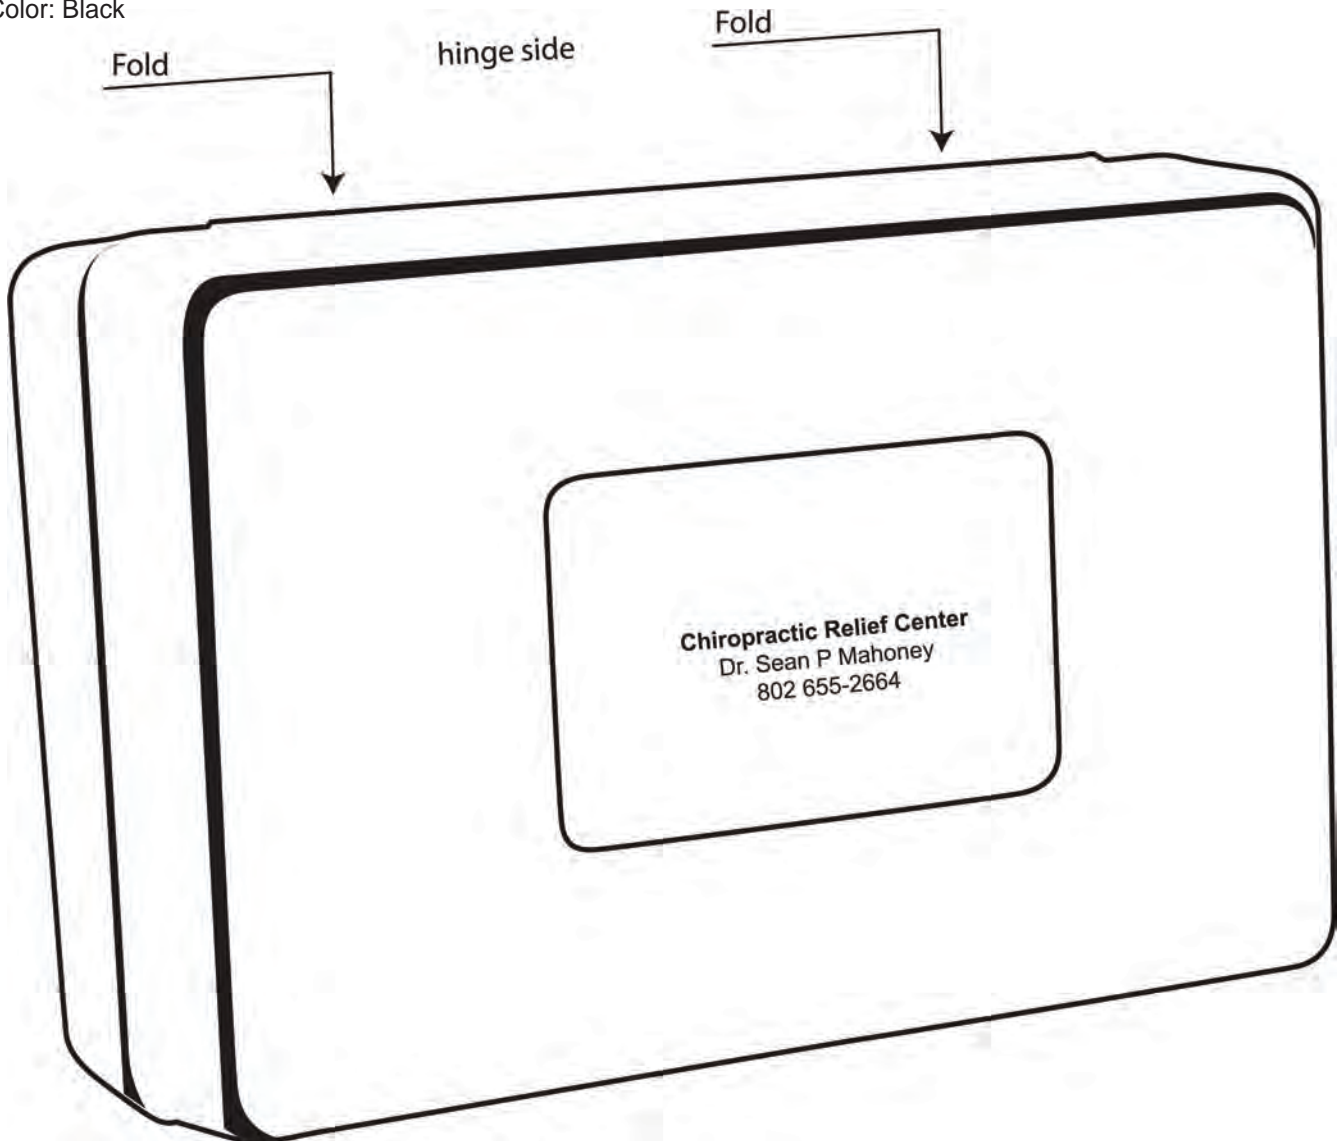 Color: Black
Fold
hinge side
Fold
Chiropractic Relief Center
Dr. Sean P Mahoney
802 655-2664